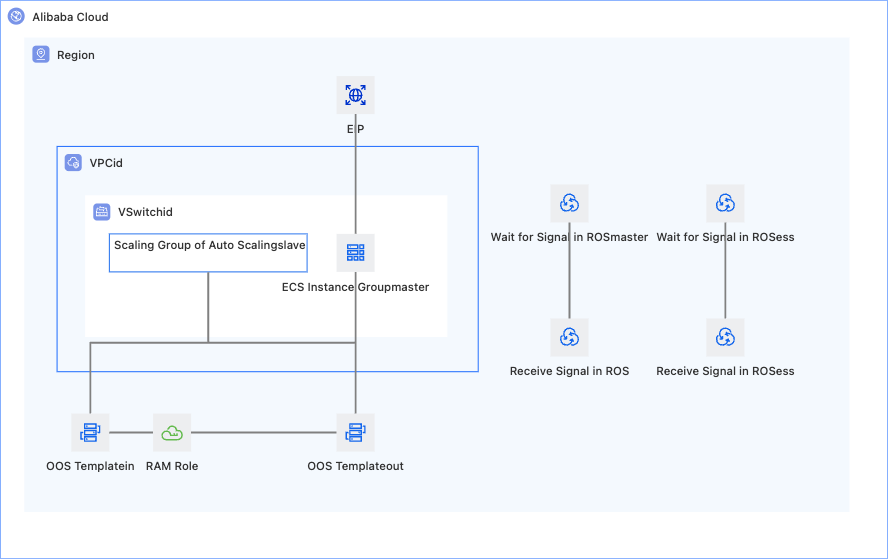 Alibaba Cloud
Region
EIP
VPCid
VSwitchid
Scaling Group of Auto Scalingslave
ECS Instance Groupmaster
Wait for Signal in ROSmaster
Wait for Signal in ROSess
Receive Signal in ROS
Receive Signal in ROSess
OOS Templatein
RAM Role
OOS Templateout